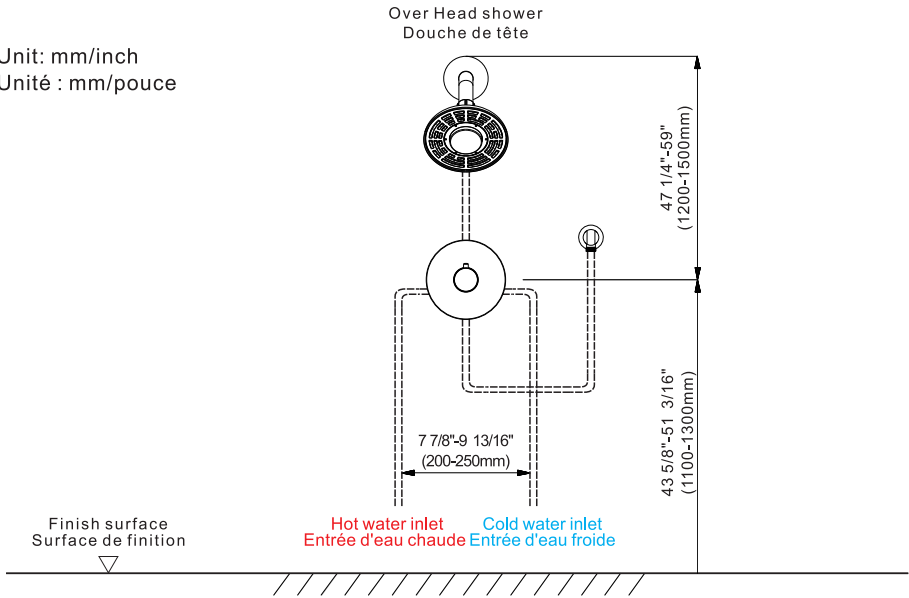 Over Head shower
Douche de tête
Unit: mm/inch
Unité : mm/pouce
47 1/4"-59"
(1200-1500mm)
43 5/8"-51 3/16"
(1100-1300mm)
7 7/8"-9 13/16"
(200-250mm)
Hot water inlet
Entrée d'eau chaude
Cold water inlet
Entrée d'eau froide
Finish surface
Surface de finition